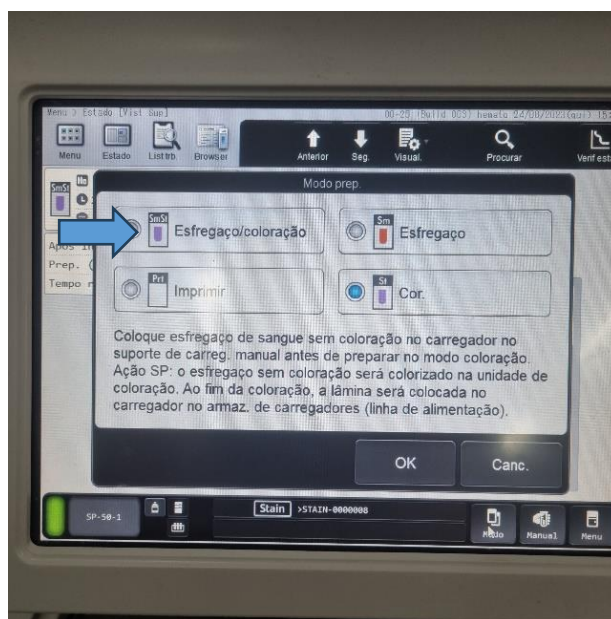 Menu > Estado [Vist Sup]
00-25 (Build 003) hemato 24/08/2023(qui) 15:
Menu
Estado
List trb.
Browser
Anterior
Seg.
Visual.
Procurar
Verif est
Modo prep.
SmSt
SmSt
Esfregaço/coloração
Sm
Esfregaço
Após
Prep.
Tempo
Prt
Imprimir
St
Cor.
Coloque esfregaço de sangue sem coloração no carregador no
suporte de carreg. manual antes de preparar no modo coloração.
Ação SP: o esfregaço sem coloração será colorizado na unidade de
coloração. Ao fim da coloração, a lâmina será colocada no
carregador no armaz. de carregadores (linha de alimentação).
OK
Canc.
SP-50-1
Stain >STAIN-0000008
Modo
Manual
Menu